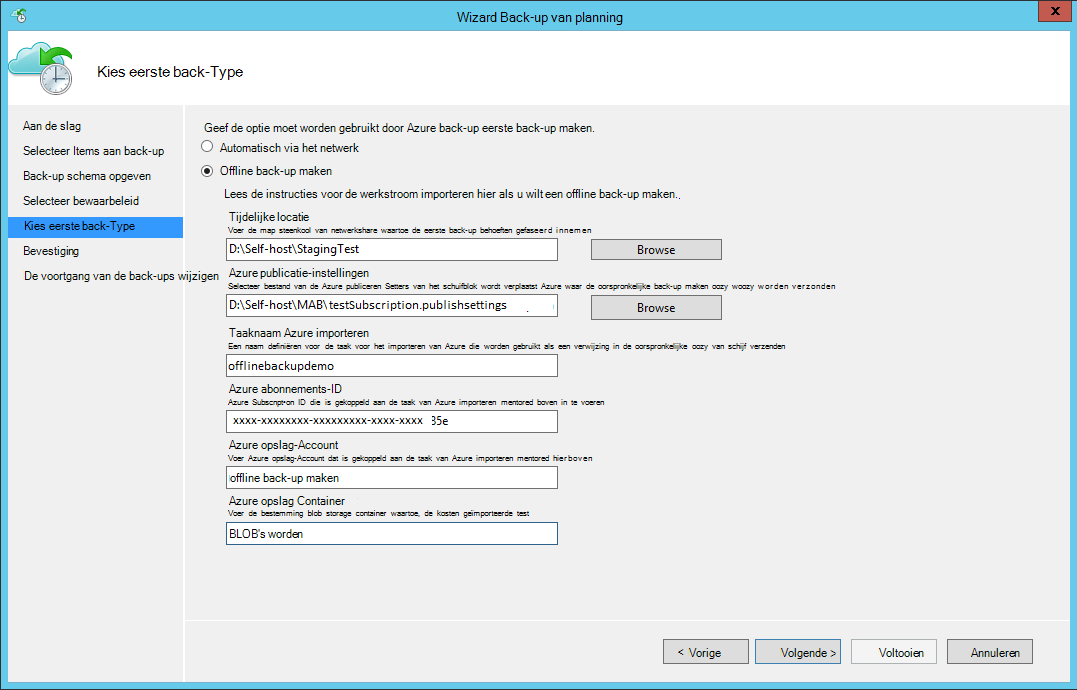 Wizard Back-up van planning
x
Kies eerste back-Type
Aan de slag
Selecteer Items aan back-up
Back-up schema opgeven
Selecteer bewaarbeleid
Kies eerste back-Type
Bevestiging
De voortgang van de back-ups wijzigen
Geef de optie moet worden gebruikt door Azure back-up eerste back-up maken.
Automatisch via het netwerk
Offline back-up maken
Lees de instructies voor de werkstroom importeren hier als u wilt een offline back-up maken..
Tijdelijke locatie
Voer de map steenkool van netwerkshare waartoe de eerste back-up behoeften gefaseerd innemen
D:\Self-host\StagingTest
Browse
Azure publicatie-instellingen
Selecteer bestand van de Azure publiceren Setters van het schuifblok wordt verplaatst Azure waar de oorspronkelijke back-up maken oozy woozy worden verzonden
D:\Self-host\MAB\testSubscription.publishsettings
Browse
Taaknaam Azure importeren
Een naam definiëren voor de taak voor het importeren van Azure die worden gebruikt als een verwijzing in de oorspronkelijke oozy van schijf verzenden
offlinebackupdemo
Azure abonnements-ID
Azure Subscnpt•on ID die is gekoppeld aan de taak van Azure importeren mentored boven in te voeren
xxxx-xxxxxxxx-xxxxxxxxx-xxxx-xxxx 35e
Azure opslag-Account
Voer Azure opslag-Account dat is gekoppeld aan de taak van Azure importeren mentored hierboven
offline back-up maken
Azure opslag Container
Voer de bestemming blob storage container waartoe, de kosten geïmporteerde test
BLOB's worden
< Vorige
Volgende >
Voltooien
Annuleren